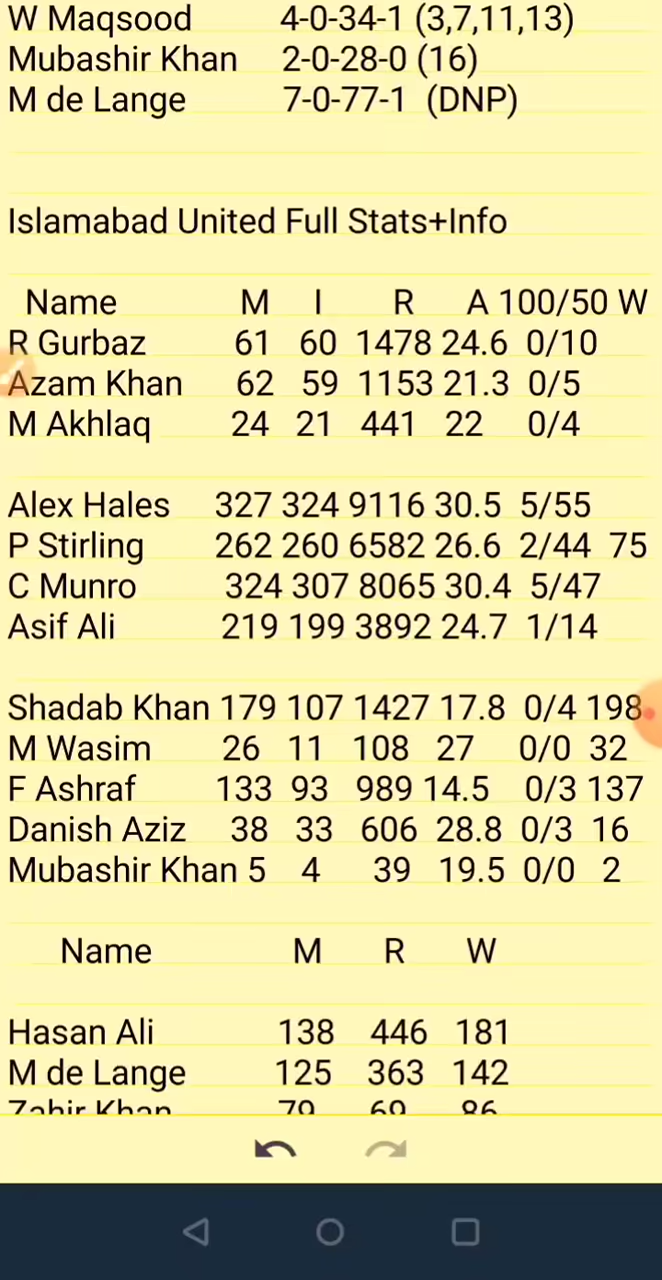 W Maqsood 4-0-34-1 (3,7,11,13)
Mubashir Khan 2-0-28-0 (16)
M de Lange 7-0-77-1 (DNP)
Islamabad United Full Stats+Info
Name M I R A 100/50 W
R Gurbaz 61 60 1478 24.6 0/10
Azam Khan 62 59 1153 21.3 0/5
M Akhlaq 24 21 441 22 0/4
Alex Hales 327 324 9116 30.5 5/55
P Stirling 262 260 6582 26.6 2/44 75
C Munro 324 307 8065 30.4 5/47
Asif Ali 219 199 3892 24.7 1/14
Shadab Khan 179 107 1427 17.8 0/4 198
M Wasim 26 11 108 27 0/0 32
F Ashraf 133 93 989 14.5 0/3 137
Danish Aziz 38 33 606 28.8 0/3 16
Mubashir Khan 5 4 39 19.5 0/0 2
Name M R W
Hasan Ali 138 446 181
M de Lange 125 363 142
Zahir Khan 79 69 86